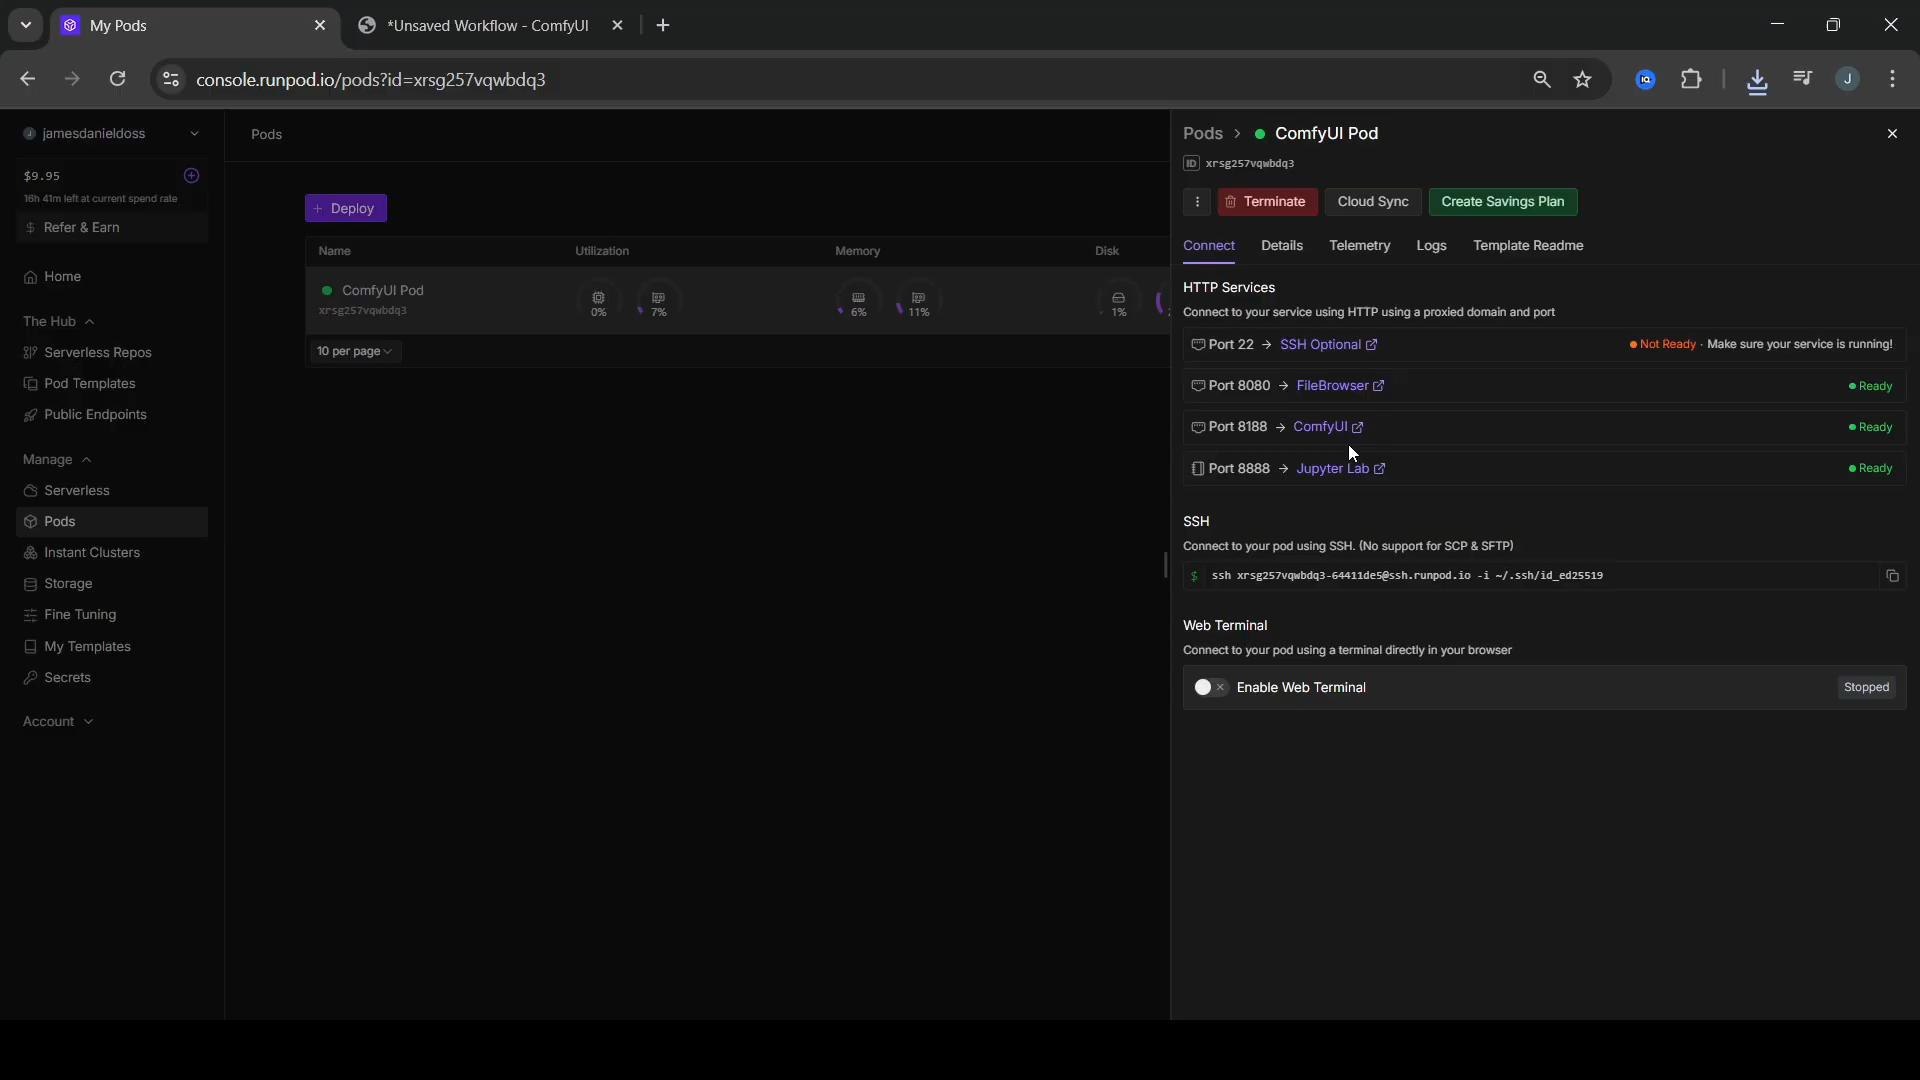 My Pods
*Unsaved Workflow - ComfyUI
console.runpod.io/pods?id=xrsg257vqwbdq3
J
jamesdanieldoss
$9.95
16h 41m left at current spend rate
$ Refer & Earn
Home
The Hub
Serverless Repos
Pod Templates
Public Endpoints
Manage
Serverless
Pods
Instant Clusters
Storage
Fine Tuning
My Templates
Secrets
Account
Pods
+ Deploy
Name Utilization Memory Disk
ComfyUI Pod
xrsg257vqwbdq3
0% 7% 6% 11% 1%
10 per page
Pods > ComfyUI Pod
ID xrsg257vqwbdq3
Terminate Cloud Sync Create Savings Plan
Connect Details Telemetry Logs Template Readme
HTTP Services
Connect to your service using HTTP using a proxied domain and port
Port 22 → SSH Optional Not Ready · Make sure your service is running!
Port 8080 → FileBrowser Ready
Port 8188 → ComfyUI Ready
Port 8888 → Jupyter Lab Ready
SSH
Connect to your pod using SSH. (No support for SCP & SFTP)
$ ssh xrsg257vqwbdq3-64411de5@ssh.runpod.io -i ~/.ssh/id_ed25519
Web Terminal
Connect to your pod using a terminal directly in your browser
Enable Web Terminal Stopped